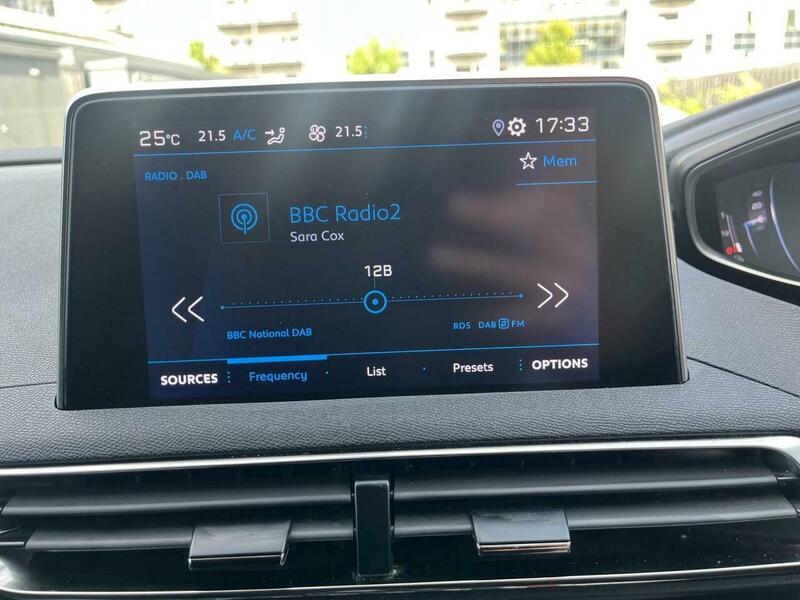 25°C 21.5 A/C 21.5 17:33
RADIO . DAB
Mem
BBC Radio2
Sara Cox
12B
BBC National DAB
RDS DAB FM
SOURCES Frequency List Presets OPTIONS